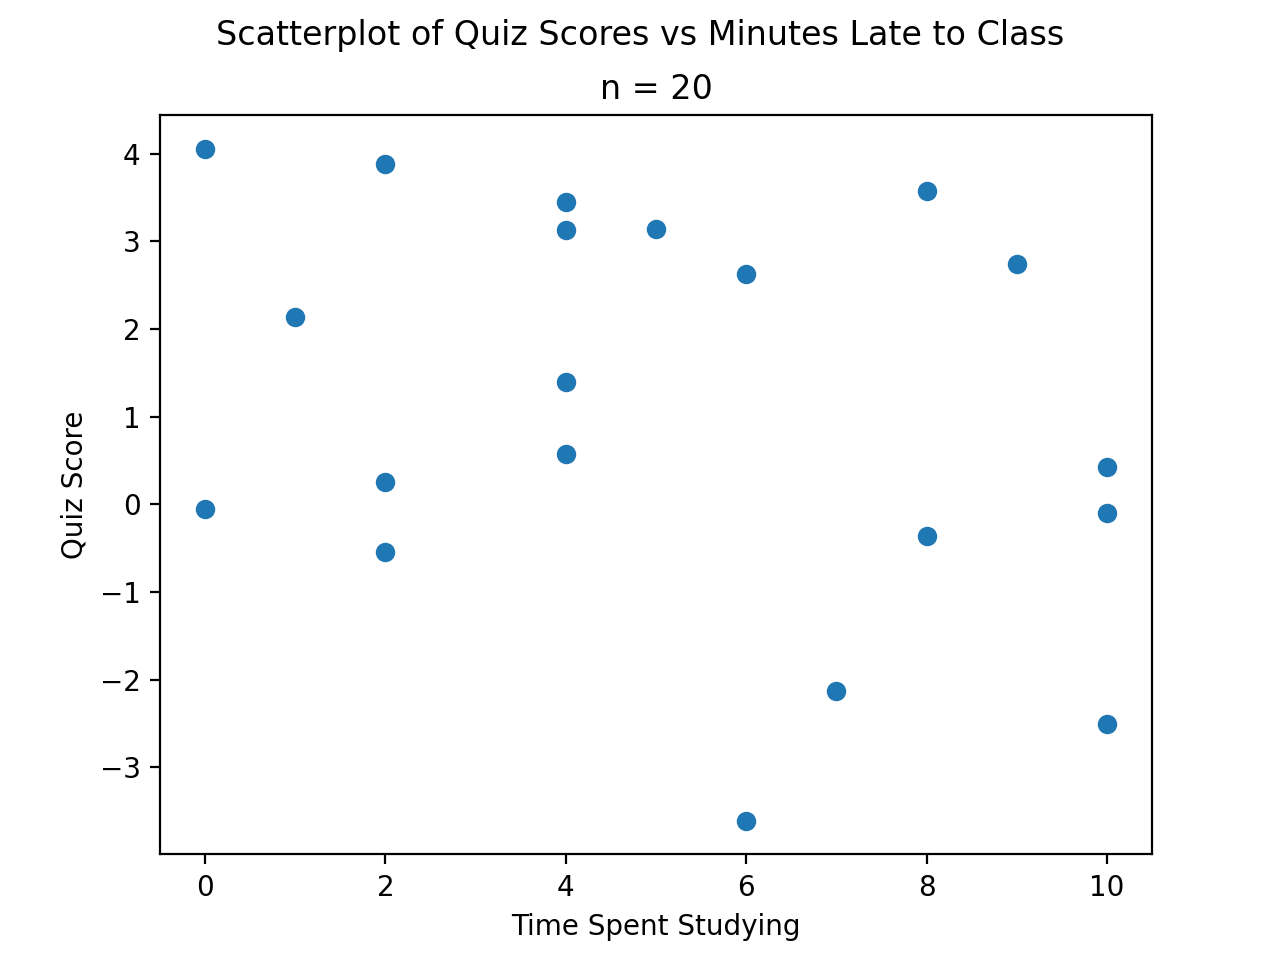 Scatterplot of Quiz Scores vs Minutes Late to Class
n = 20
4
3
2
1
0
−1
−2
−3
Quiz Score
0 2 4 6 8 10
Time Spent Studying